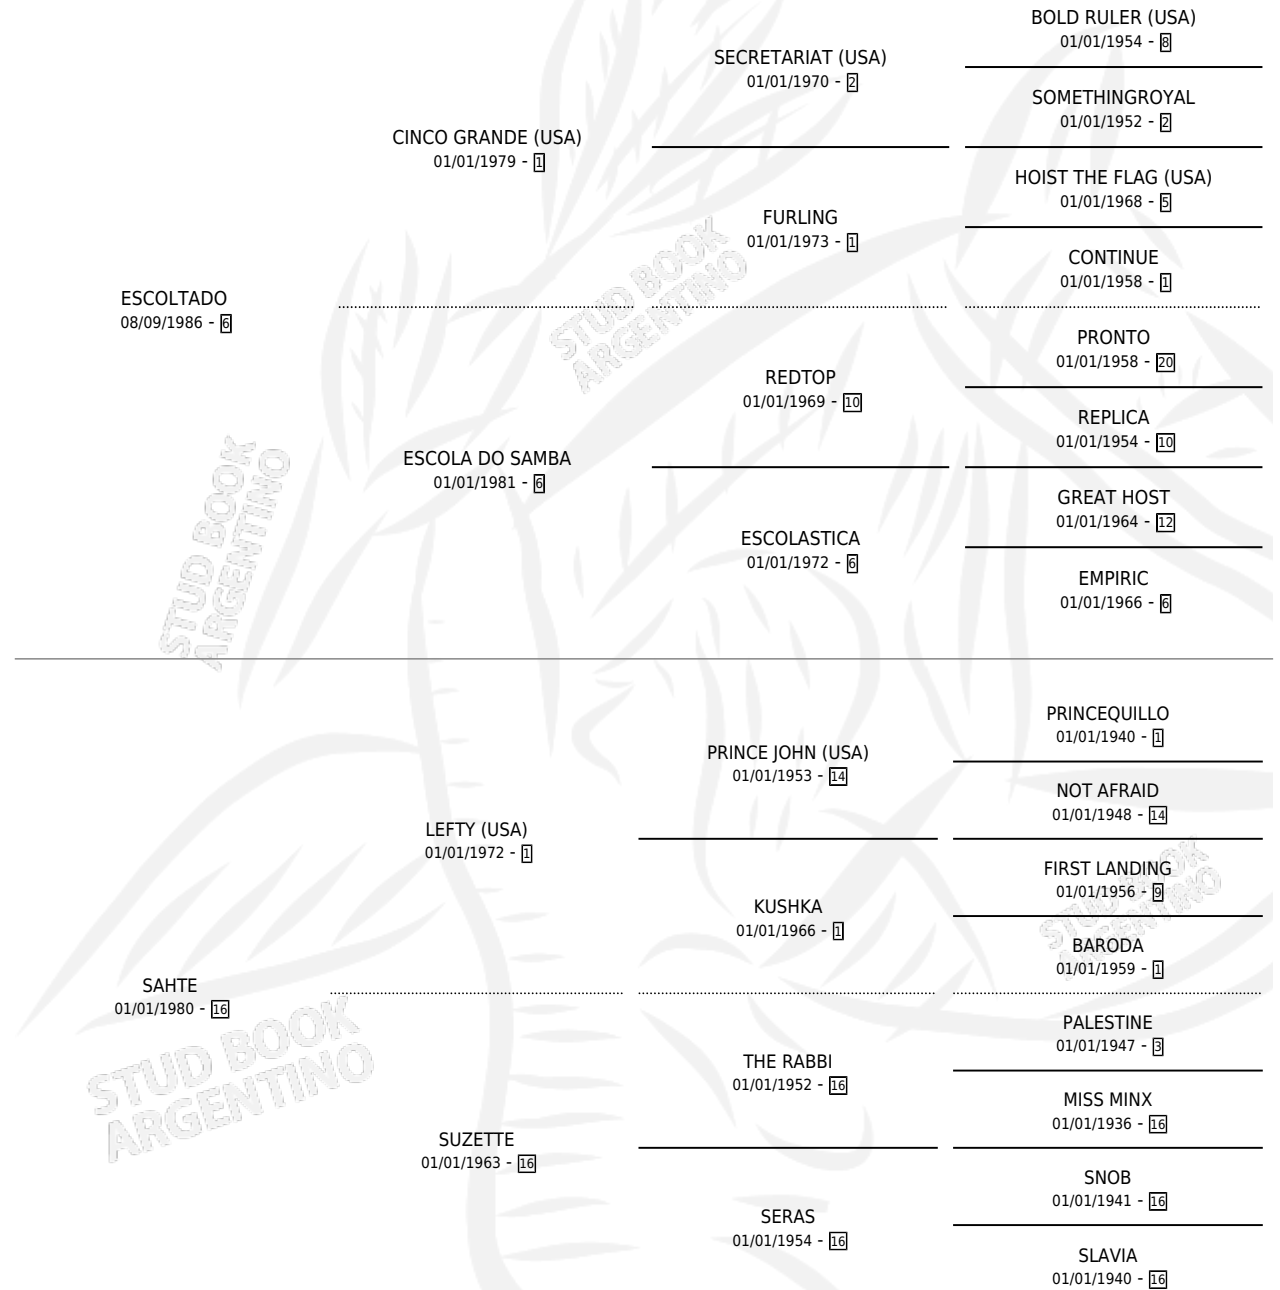 BOLD RULER (USA)
01/01/1954 - 8
SECRETARIAT (USA)
01/01/1970 - 2
SOMETHINGROYAL
01/01/1952 - 2
CINCO GRANDE (USA)
01/01/1979 - 1
HOIST THE FLAG (USA)
01/01/1968 - 5
FURLING
01/01/1973 - 1
CONTINUE
01/01/1958 - 1
ESCOLTADO
08/09/1986 - 6
PRONTO
01/01/1958 - 20
REDTOP
01/01/1969 - 10
REPLICA
01/01/1954 - 10
ESCOLA DO SAMBA
01/01/1981 - 6
GREAT HOST
01/01/1964 - 12
ESCOLASTICA
01/01/1972 - 6
EMPIRIC
01/01/1966 - 6
STUD BOOK
ARGENTINO
STUD BOOK
ARGENTINO
PRINCEQUILLO
01/01/1940 - 1
PRINCE JOHN (USA)
01/01/1953 - 14
NOT AFRAID
01/01/1948 - 14
LEFTY (USA)
01/01/1972 - 1
FIRST LANDING
01/01/1956 - 9
KUSHKA
01/01/1966 - 1
BARODA
01/01/1959 - 1
SAHTE
01/01/1980 - 16
PALESTINE
01/01/1947 - 3
THE RABBI
01/01/1952 - 16
MISS MINX
01/01/1936 - 16
SUZETTE
01/01/1963 - 16
SNOB
01/01/1941 - 16
SERAS
01/01/1954 - 16
SLAVIA
01/01/1940 - 16
STUD BOOK
ARGENTINO
STUD BOOK
ARGENTINO